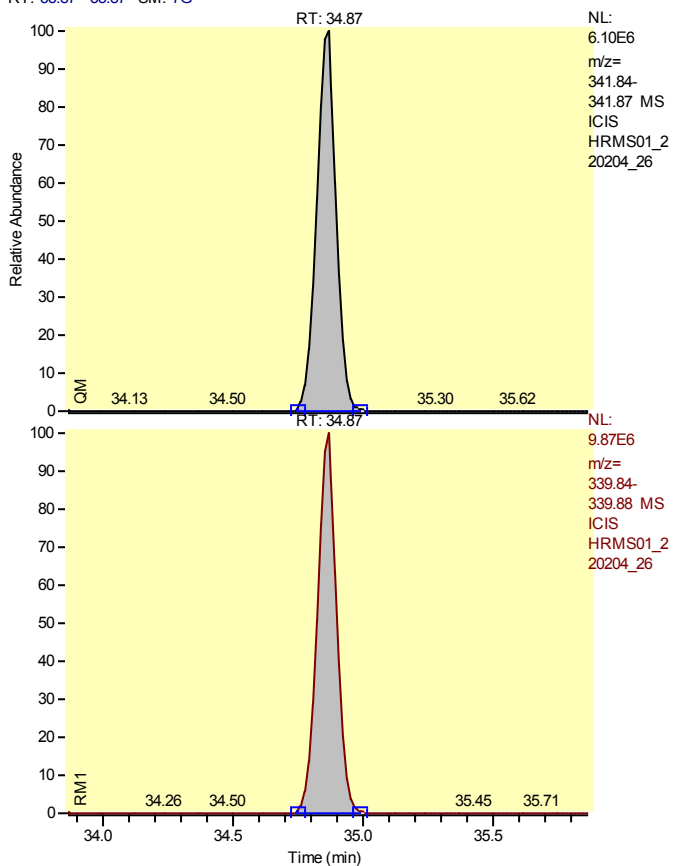 RT: 34.87
NL:
6.10E6
m/z=
341.84-
341.87 MS
ICIS
HRMS01_2
20204_26
100
90
80
70
60
50
40
30
20
10
0
Relative Abundance
QM
34.13
34.50
35.30
35.62
RT: 34.87
NL:
9.87E6
m/z=
339.84-
339.88 MS
ICIS
HRMS01_2
20204_26
100
90
80
70
60
50
40
30
20
10
0
RM1
34.26
34.50
35.45
35.71
34.0
34.5
35.0
35.5
Time (min)